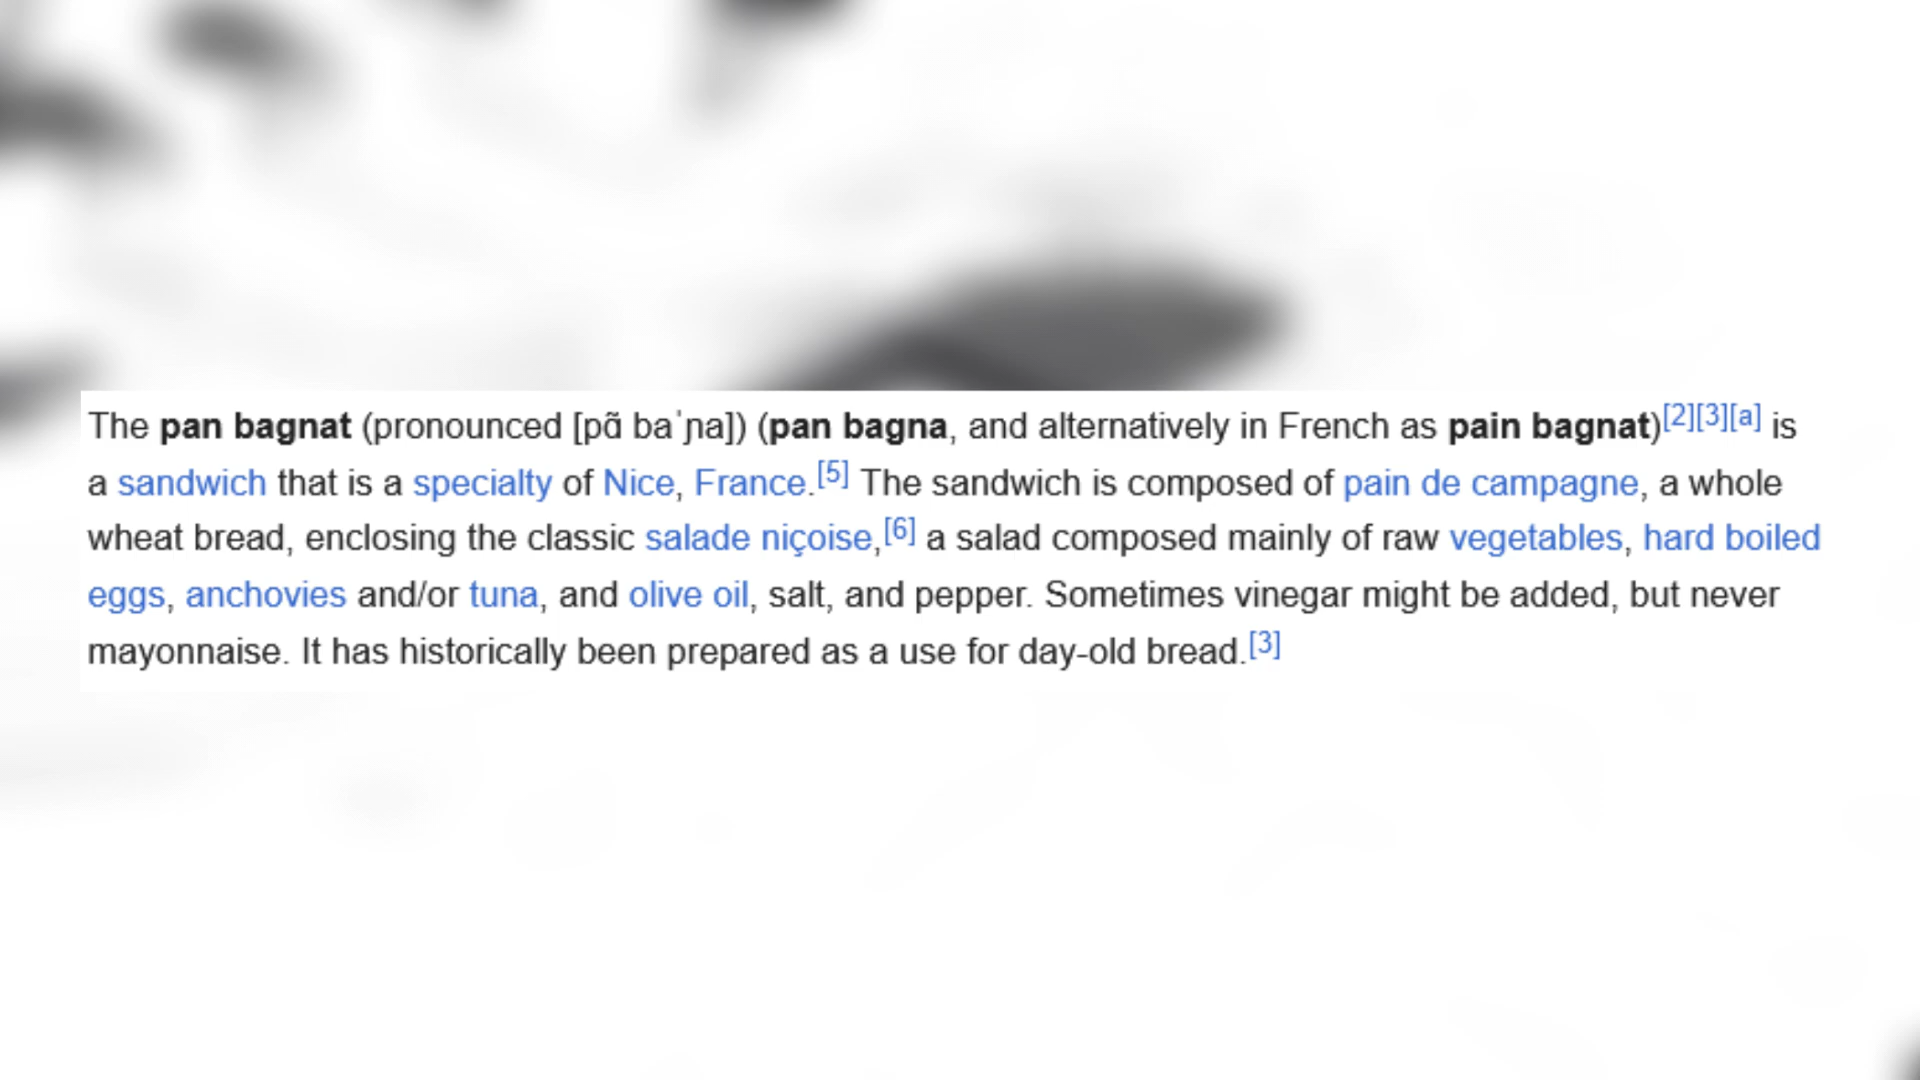 The pan bagnat (pronounced [pɑ̃ baˈɲa]) (pan bagna, and alternatively in French as pain bagnat)[2][3][a] is
a sandwich that is a specialty of Nice, France.[5] The sandwich is composed of pain de campagne, a whole
wheat bread, enclosing the classic salade niçoise,[6] a salad composed mainly of raw vegetables, hard boiled
eggs, anchovies and/or tuna, and olive oil, salt, and pepper. Sometimes vinegar might be added, but never
mayonnaise. It has historically been prepared as a use for day-old bread.[3]